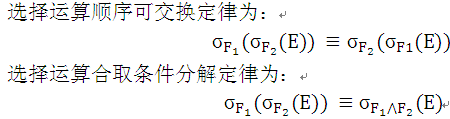 选择运算顺序可交换定律为：↵
σF₁(σF₂(E)) ≡ σF₂(σF1(E))
选择运算合取条件分解定律为：↵
σF₁(σF₂(E)) ≡ σF₁⋀F₂(E)↵